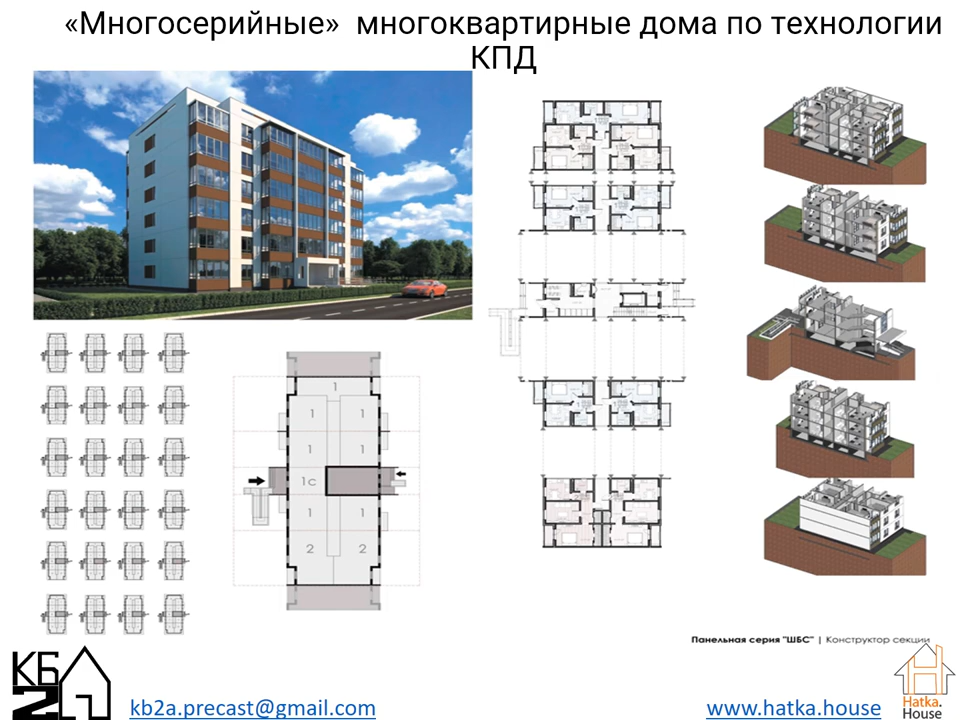 «Многосерийные» многоквартирные дома по технологии
КПД
1
1
1
1
1
1с
1
1
2
2
Панельная серия "ШБС" | Конструктор секции
КБ
2
kb2a.precast@gmail.com
www.hatka.house
Hatka.
House